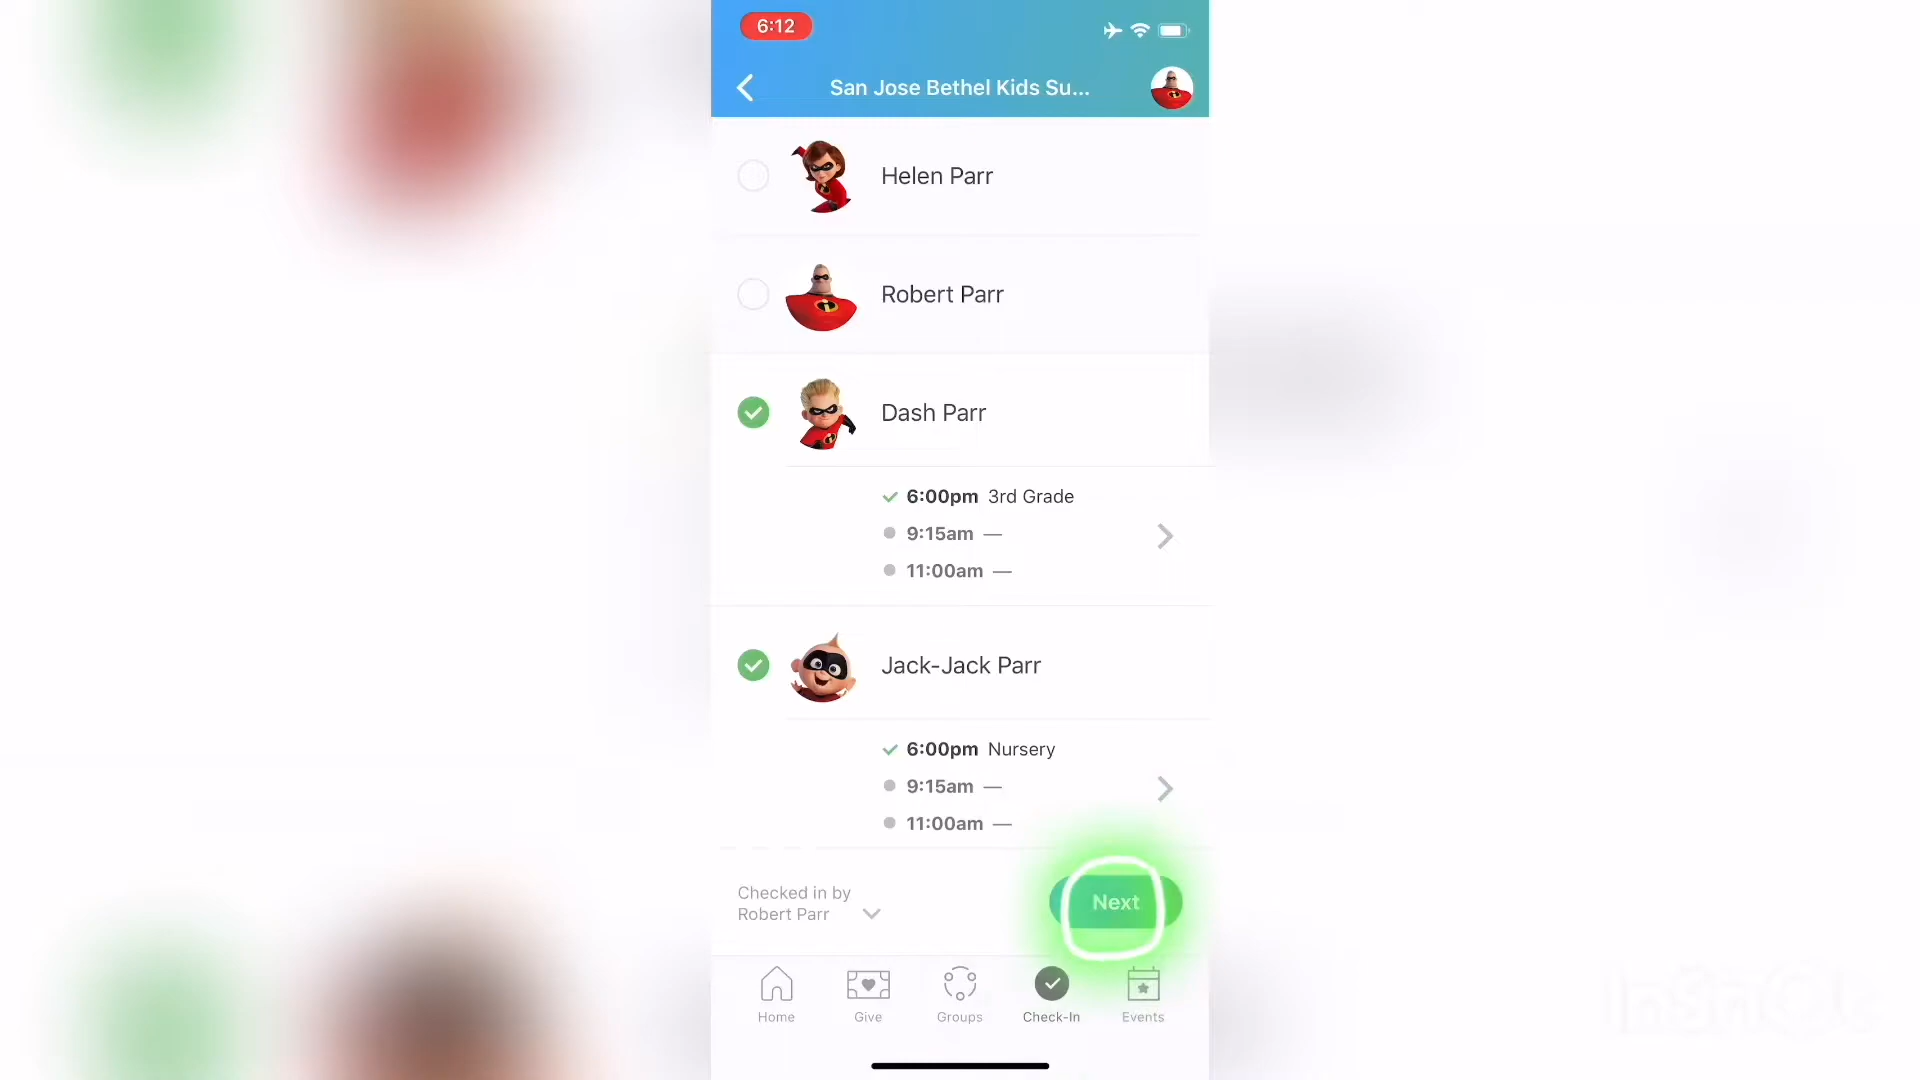 6:12
San Jose Bethel Kids Su...
Helen Parr
Robert Parr
Dash Parr
6:00pm 3rd Grade
9:15am —
11:00am —
Jack-Jack Parr
6:00pm Nursery
9:15am —
11:00am —
Checked in by
Robert Parr
Next
Home Give Groups Check-In Events